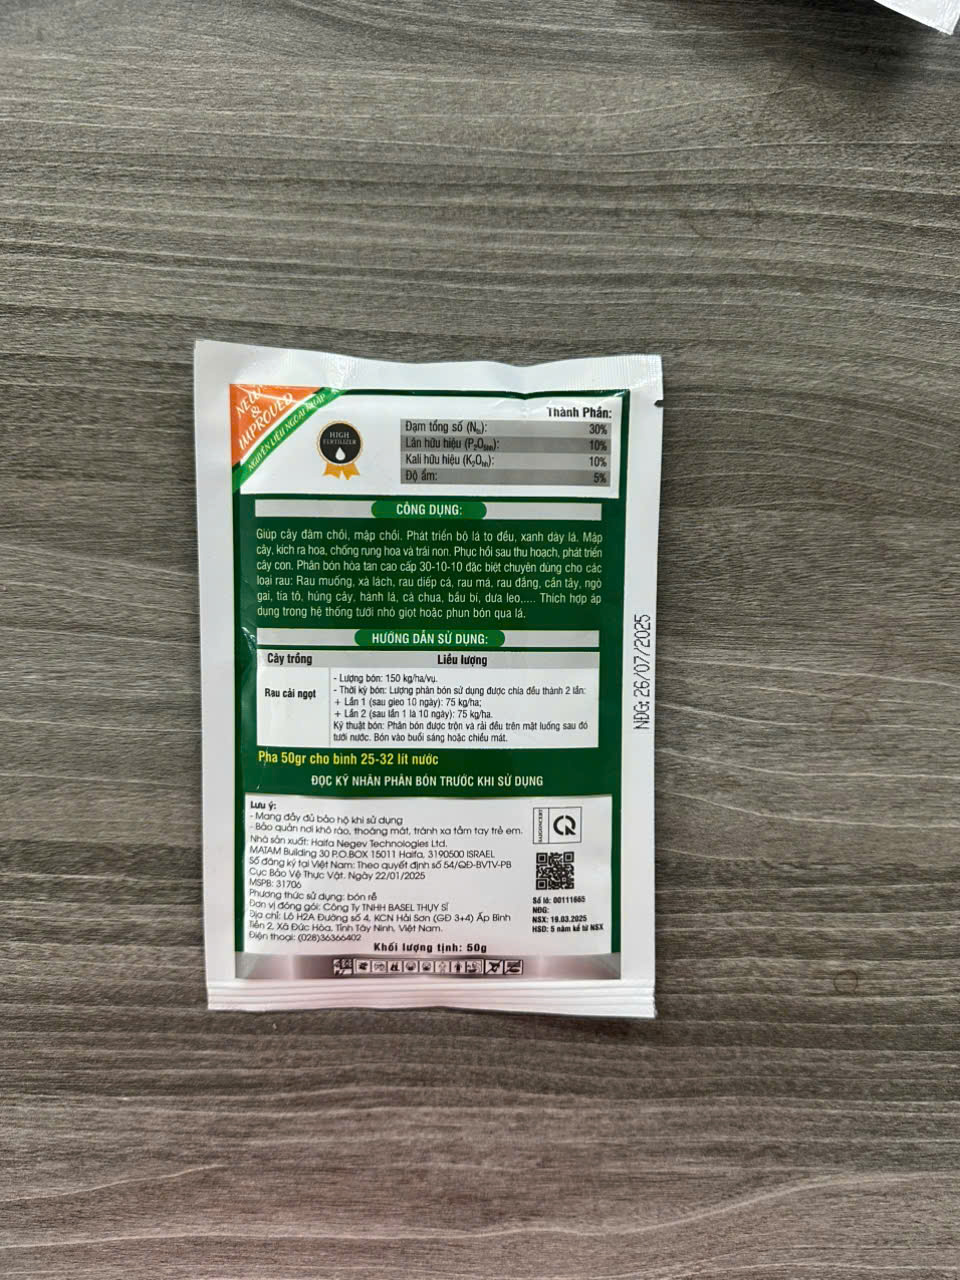 NEW
&
IMPROVED
NGUYÊN LIỆU NGOẠI NHẬP
HIGH
FERTILIZER
Thành Phần:
Đạm tổng số (Nts): 30%
Lân hữu hiệu (P2O5hh): 10%
Kali hữu hiệu (K2Ohh): 10%
Độ ẩm: 5%
CÔNG DỤNG:
Giúp cây đâm chồi, mập chồi. Phát triển bộ lá to đều, xanh dày lá. Mập
cây, kích ra hoa, chống rung hoa và trái non. Phục hồi sau thu hoạch, phát triển
cây con. Phân bón hòa tan cao cấp 30-10-10 đặc biệt chuyên dùng cho các
loại rau: Rau muống, xà lách, rau diếp cá, rau má, rau đắng, cần tây, ngò
gai, tía tô, húng cây, hành lá, cà chua, bầu bí, dưa leo,.... Thích hợp áp
dụng trong hệ thống tưới nhỏ giọt hoặc phun bón qua lá.
HƯỚNG DẪN SỬ DỤNG:
Cây trồng Liều lượng
Rau cải ngọt
- Lượng bón: 150 kg/ha/vụ.
- Thời kỳ bón: Lượng phân bón sử dụng được chia đều thành 2 lần:
+ Lần 1 (sau gieo 10 ngày): 75 kg/ha;
+ Lần 2 (sau lần 1 là 10 ngày): 75 kg/ha.
Kỹ thuật bón: Phân bón được trộn và rải đều trên mặt luống sau đó
tưới nước. Bón vào buổi sáng hoặc chiều mát.
Pha 50gr cho bình 25-32 lít nước
ĐỌC KỸ NHÃN PHÂN BÓN TRƯỚC KHI SỬ DỤNG
Lưu ý:
- Mang đầy đủ bảo hộ khi sử dụng
- Bảo quản nơi khô ráo, thoáng mát, tránh xa tầm tay trẻ em.
Nhà sản xuất: Haifa Negev Technologies Ltd.
MATAM Building 30 P.O.BOX 15011 Haifa, 3190500 ISRAEL
Số đăng ký tại Việt Nam: Theo quyết định số 54/QĐ-BVTV-PB
Cục Bảo Vệ Thực Vật. Ngày 22/01/2025
MSPB: 31706
Phương thức sử dụng: bón rễ
Đơn vị đóng gói: Công Ty TNHH BASEL THỤY SĨ
Địa chỉ: Lô H2A Đường số 4, KCN Hải Sơn (GĐ 3+4) Ấp Bình
Tiền 2, Xã Đức Hòa, Tỉnh Tây Ninh, Việt Nam.
Điện thoại: (028)36366402
Khối lượng tịnh: 50g
Số lô: 00111665
NĐG:
NSX: 19.03.2025
HSD: 5 năm kể từ NSX
NĐG: 26/07/2025